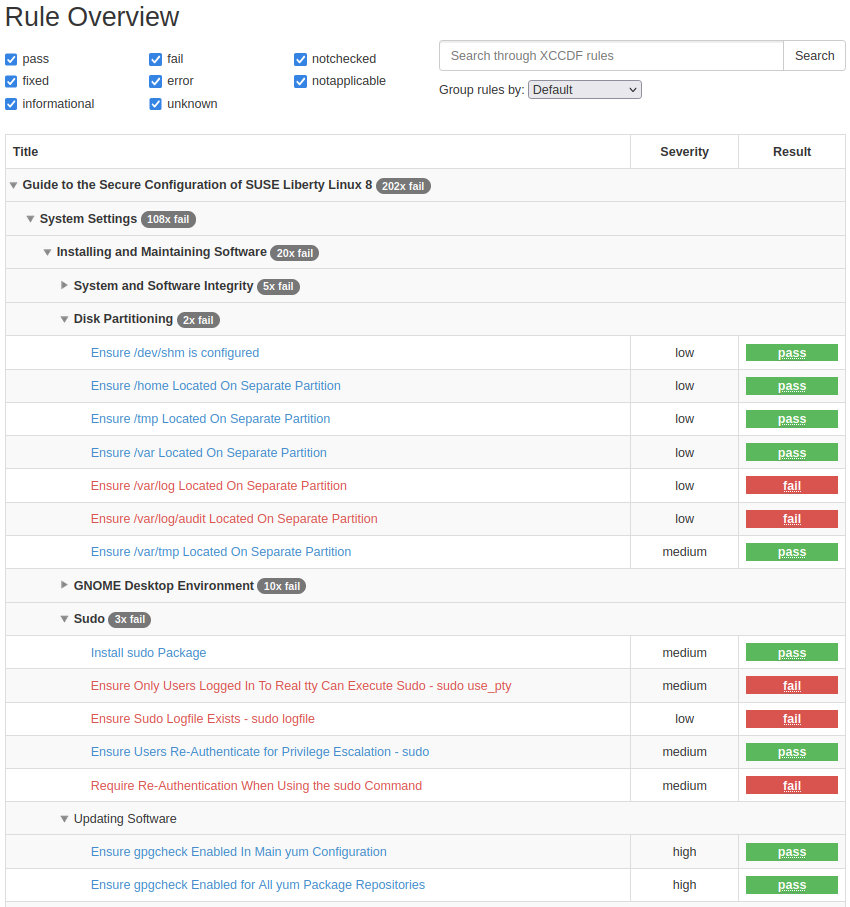 Rule Overview
pass fail notchecked
fixed error notapplicable
informational unknown
Search through XCCDF rules Search
Group rules by: Default
Title Severity Result
Guide to the Secure Configuration of SUSE Liberty Linux 8 202x fail
System Settings 108x fail
Installing and Maintaining Software 20x fail
System and Software Integrity 5x fail
Disk Partitioning 2x fail
Ensure /dev/shm is configured low pass
Ensure /home Located On Separate Partition low pass
Ensure /tmp Located On Separate Partition low pass
Ensure /var Located On Separate Partition low pass
Ensure /var/log Located On Separate Partition low fail
Ensure /var/log/audit Located On Separate Partition low fail
Ensure /var/tmp Located On Separate Partition medium pass
GNOME Desktop Environment 10x fail
Sudo 3x fail
Install sudo Package medium pass
Ensure Only Users Logged In To Real tty Can Execute Sudo - sudo use_pty medium fail
Ensure Sudo Logfile Exists - sudo logfile low fail
Ensure Users Re-Authenticate for Privilege Escalation - sudo medium pass
Require Re-Authentication When Using the sudo Command medium fail
Updating Software
Ensure gpgcheck Enabled In Main yum Configuration high pass
Ensure gpgcheck Enabled for All yum Package Repositories high pass